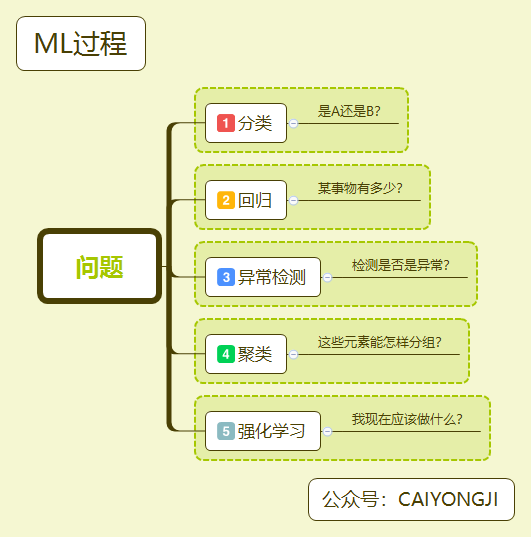 ML过程
问题
1 分类
是A还是B?
2 回归
某事物有多少?
3 异常检测
检测是否是异常?
4 聚类
这些元素能怎样分组?
5 强化学习
我现在应该做什么?
公众号：CAIYONGJI